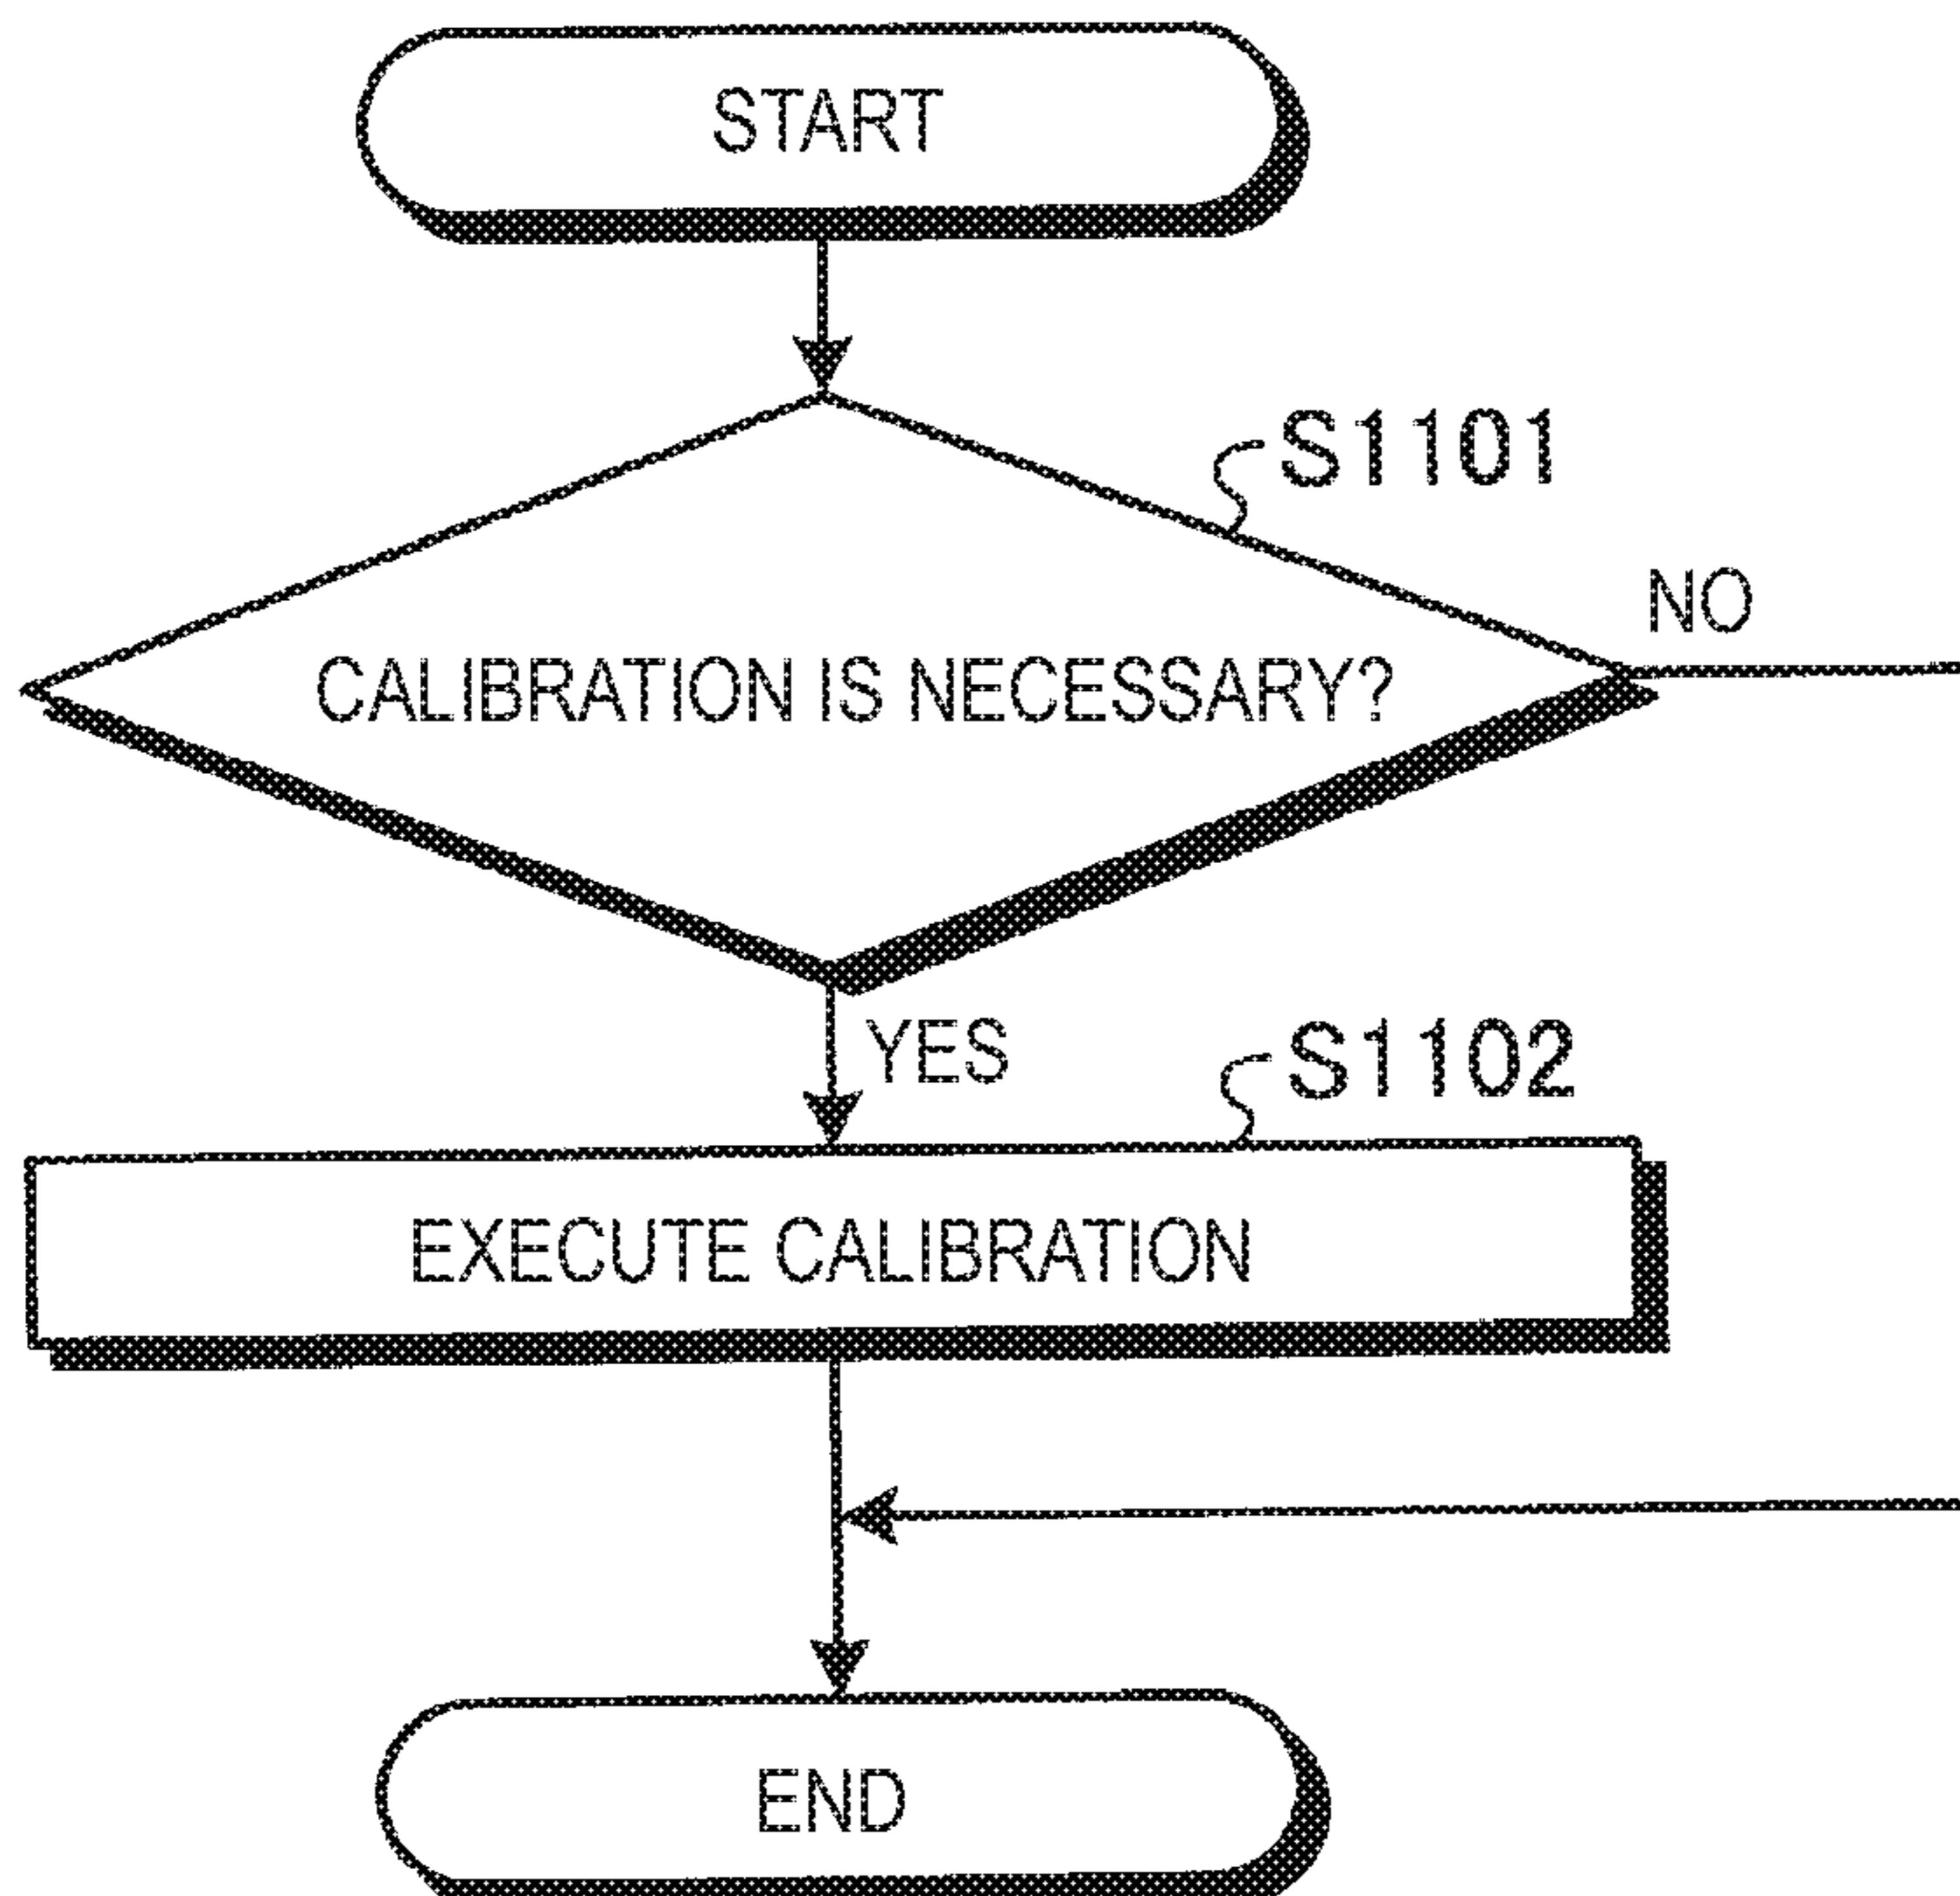 START
S1101
NO
CALIBRATION IS NECESSARY?
YES
S1102
EXECUTE CALIBRATION
END